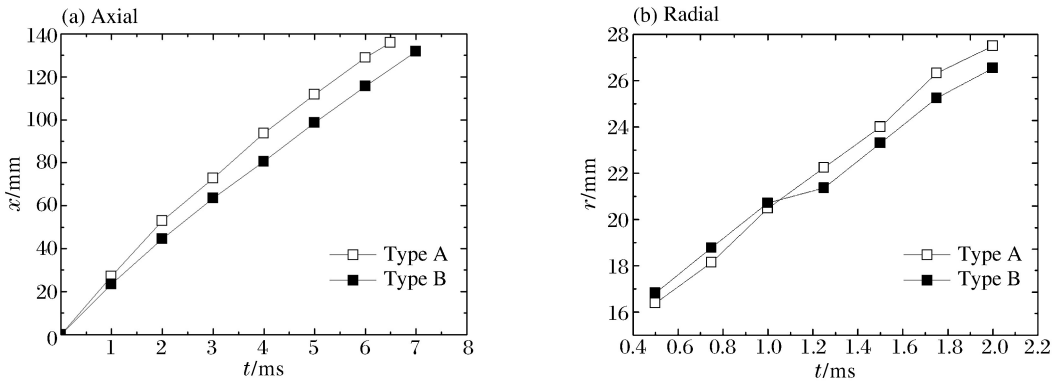 (a) Axial
140
120
100
80
60
40
20
0
x/mm
1 2 3 4 5 6 7 8
t/ms
Type A
Type B
(b) Radial
28
26
24
22
20
18
16
r/mm
0.4 0.6 0.8 1.0 1.2 1.4 1.6 1.8 2.0 2.2
t/ms
Type A
Type B